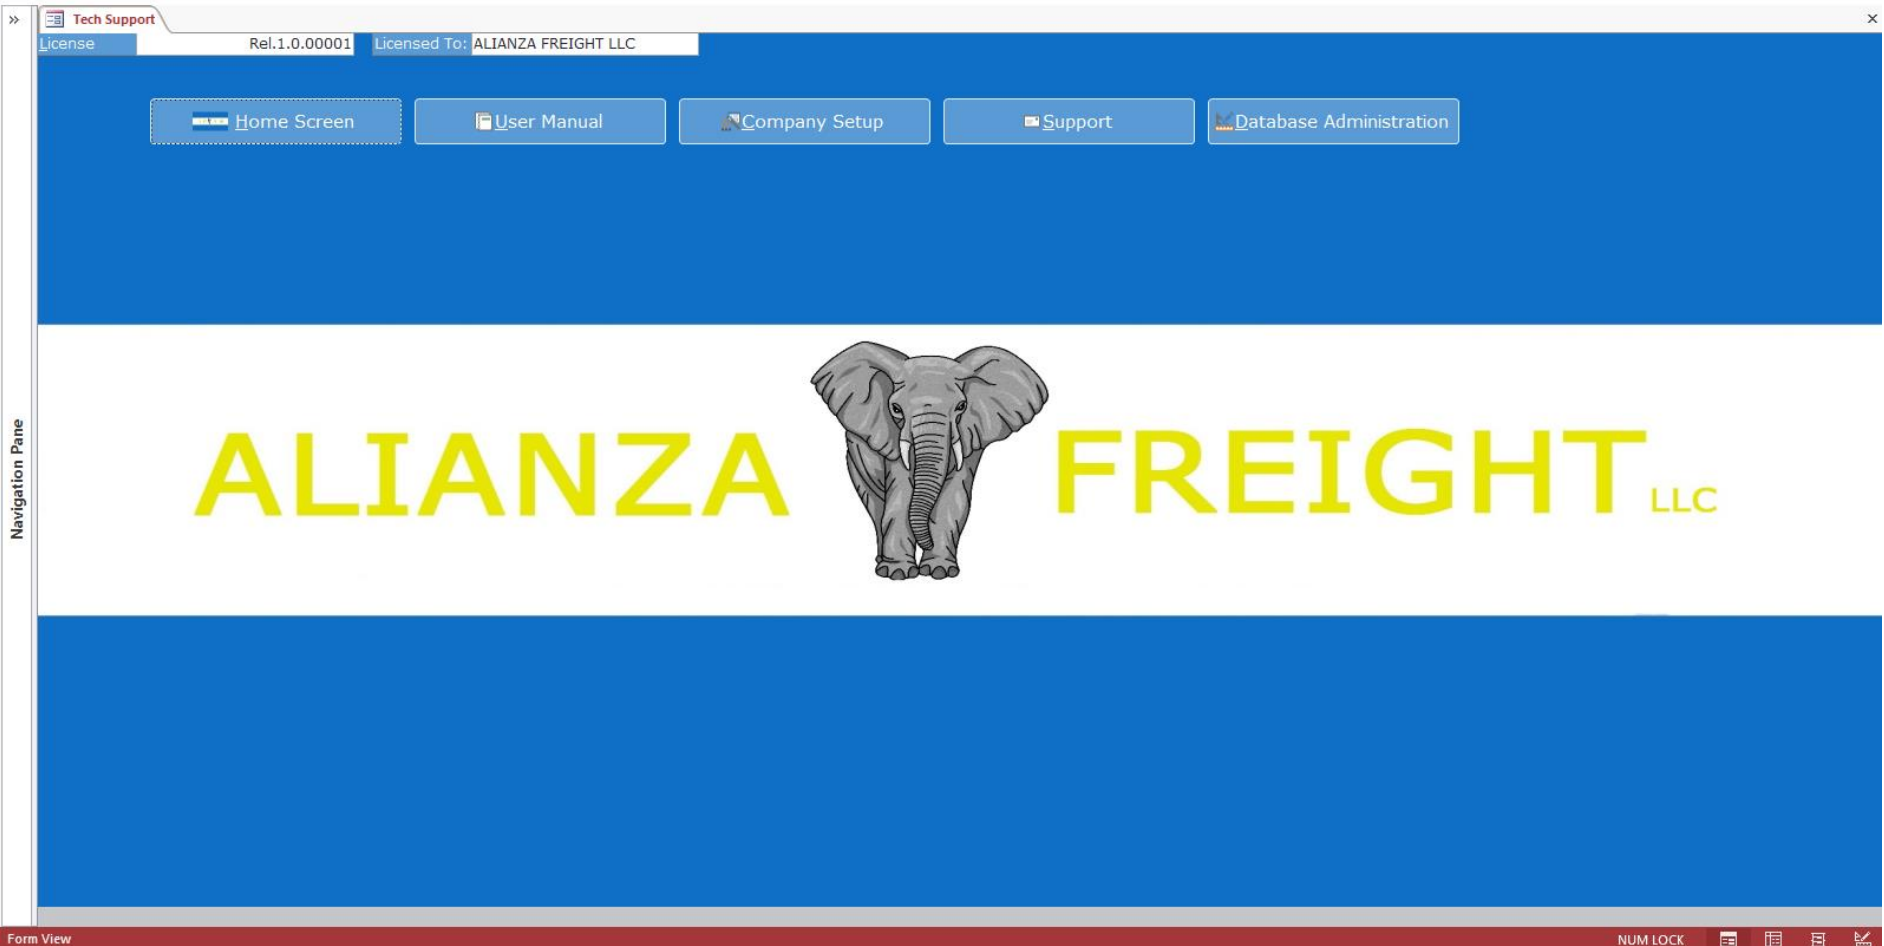 » Tech Support ×
License Rel.1.0.00001 Licensed To: ALIANZA FREIGHT LLC
Home Screen User Manual Company Setup Support Database Administration
Navigation Pane
ALIANZA FREIGHT LLC
Form View NUM LOCK